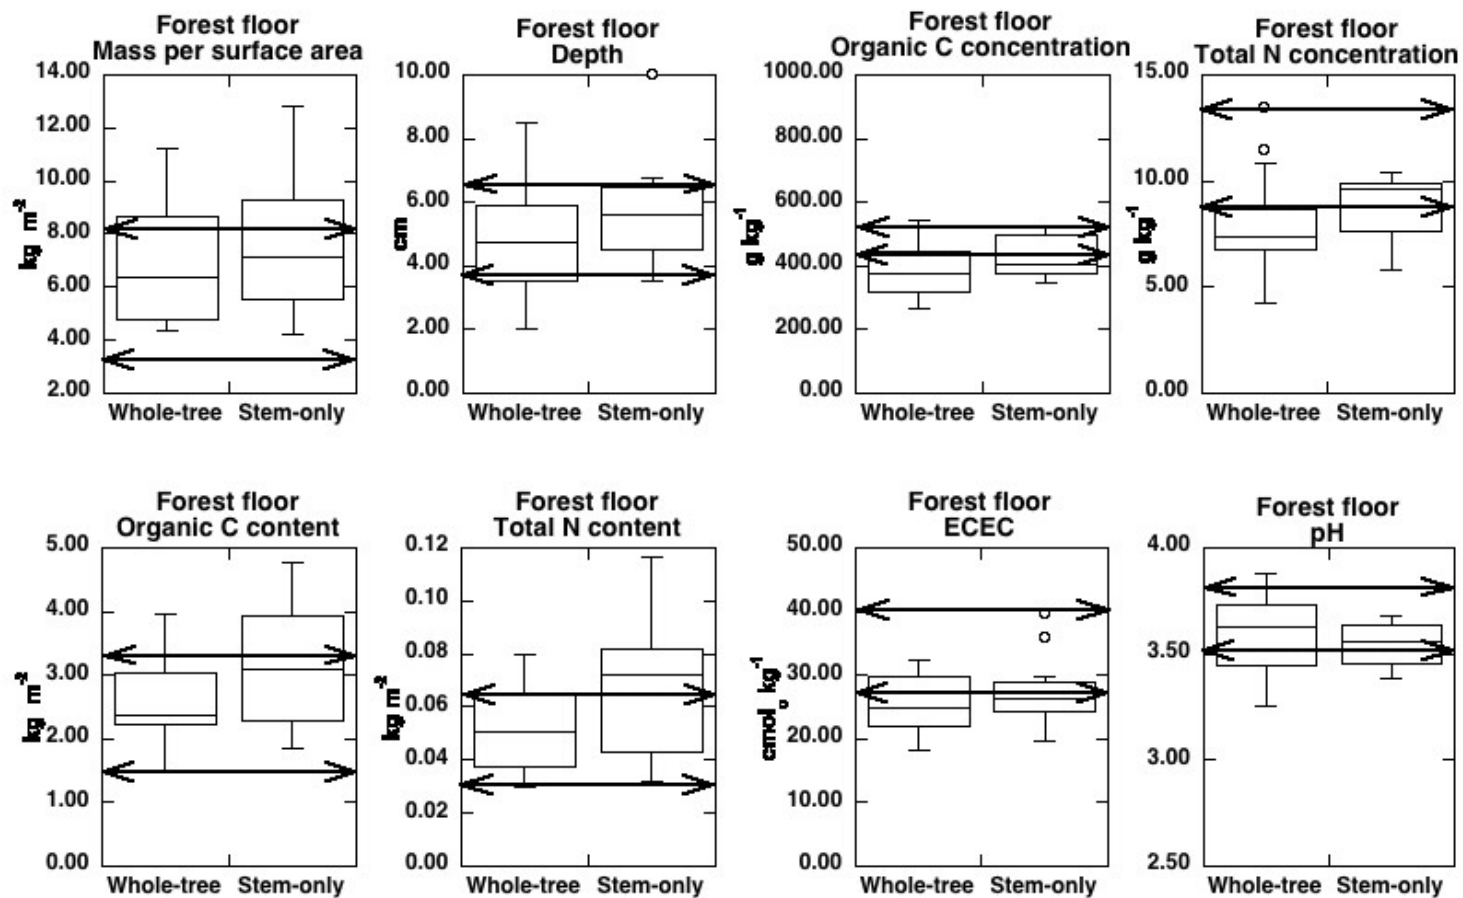 Forest floor
Mass per surface area
14.00
12.00
10.00
8.00
6.00
4.00
2.00
kg m-2
Whole-tree Stem-only
Forest floor
Depth
10.00
8.00
6.00
4.00
2.00
0.00
cm
Whole-tree Stem-only
Forest floor
Organic C concentration
1000.00
800.00
600.00
400.00
200.00
0.00
g kg-1
Whole-tree Stem-only
Forest floor
Total N concentration
15.00
10.00
5.00
0.00
g kg-1
Whole-tree Stem-only
Forest floor
Organic C content
5.00
4.00
3.00
2.00
1.00
0.00
kg m-2
Whole-tree Stem-only
Forest floor
Total N content
0.12
0.10
0.08
0.06
0.04
0.02
0.00
kg m-2
Whole-tree Stem-only
Forest floor
ECEC
50.00
40.00
30.00
20.00
10.00
0.00
cmolc kg-1
Whole-tree Stem-only
Forest floor
pH
4.00
3.50
3.00
2.50
Whole-tree Stem-only